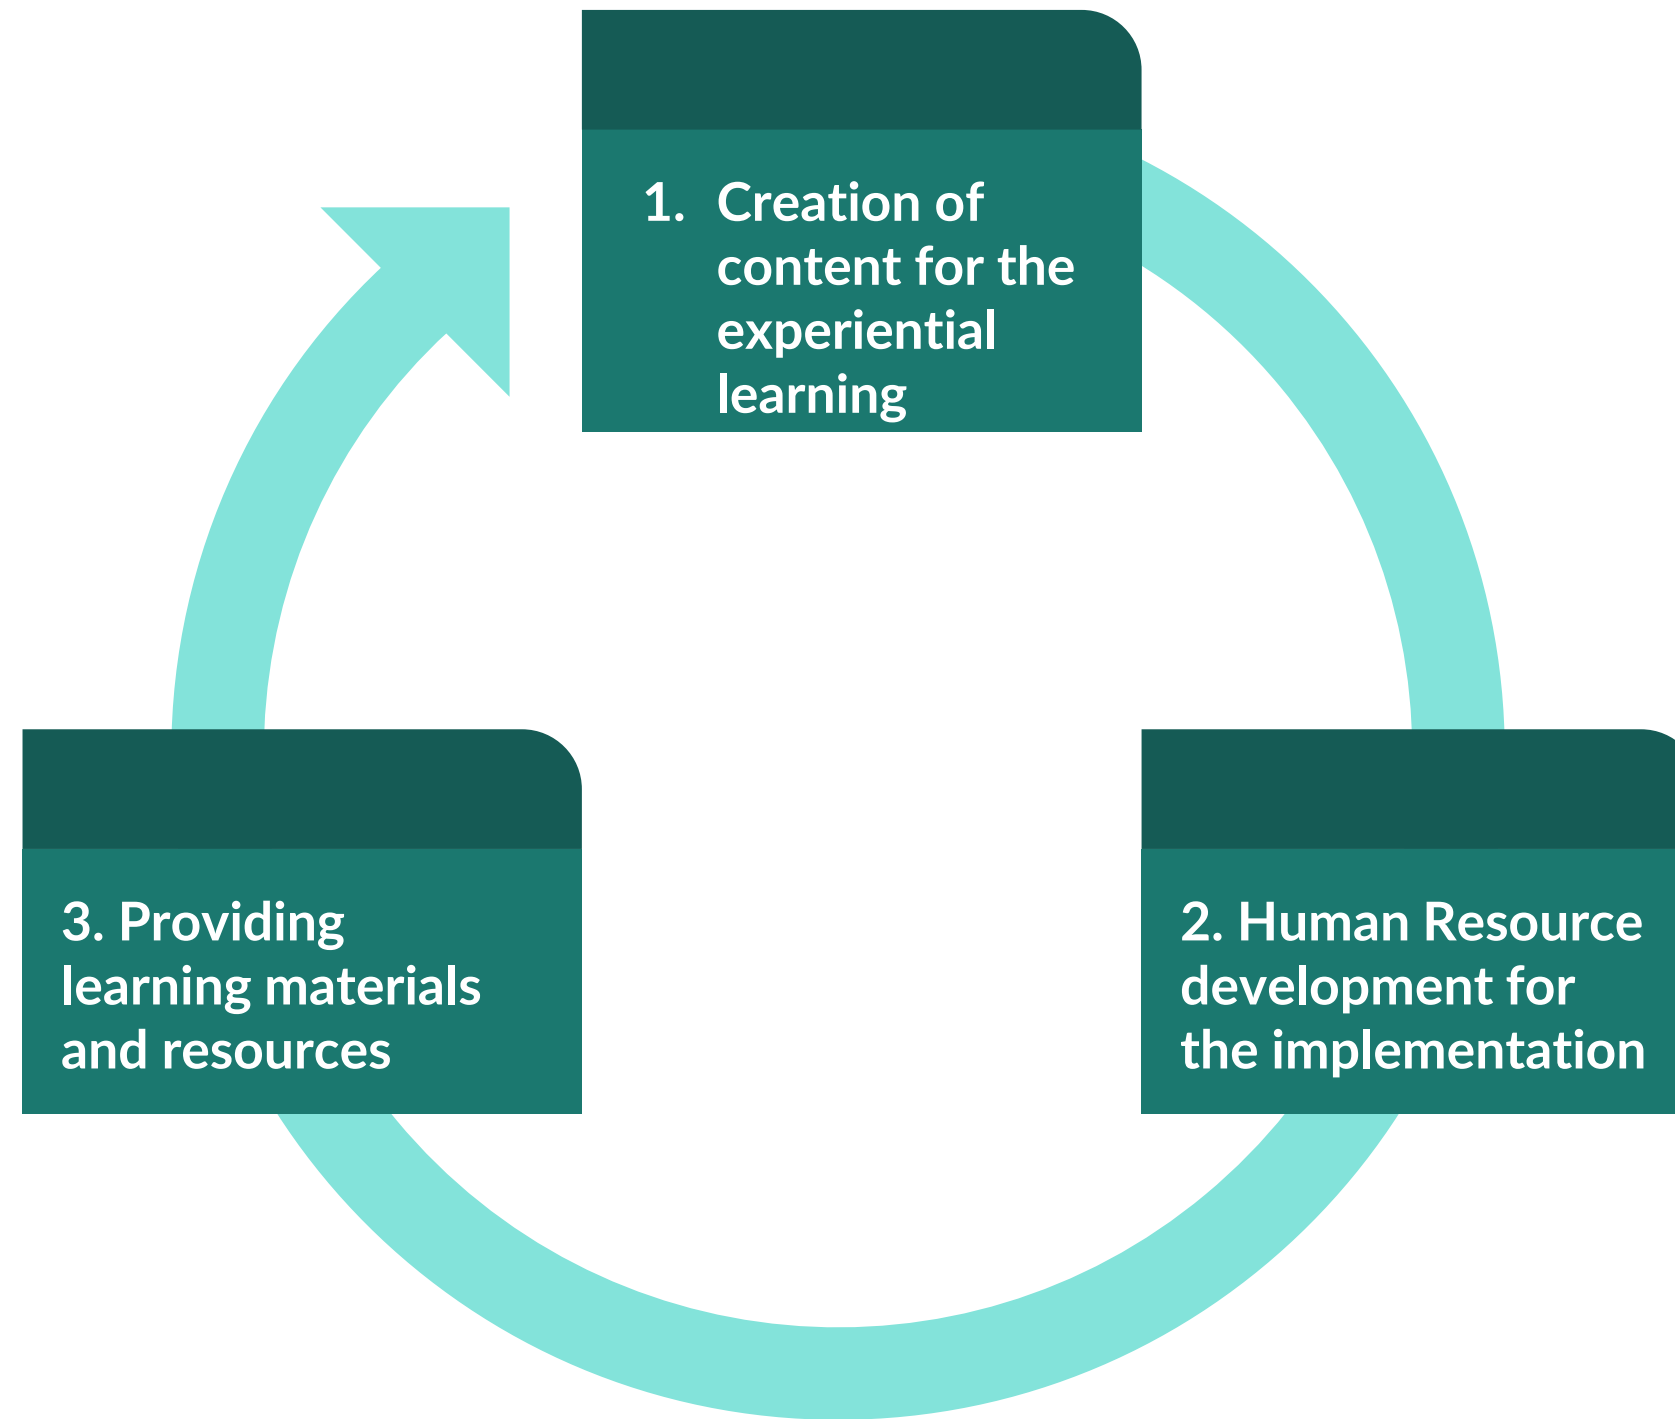 1. Creation of
content for the
experiential
learning
2. Human Resource
development for
the implementation
3. Providing
learning materials
and resources